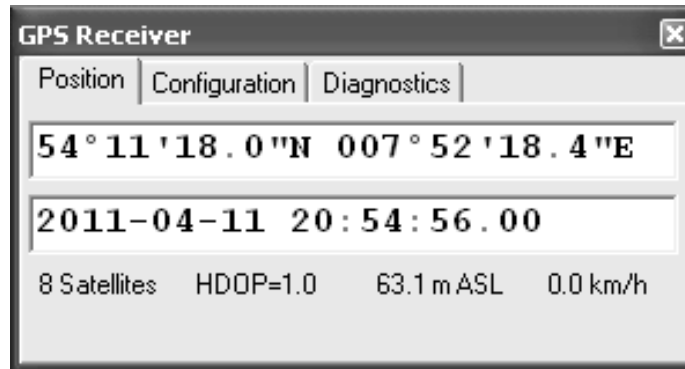 GPS Receiver
Position Configuration Diagnostics
54°11'18.0"N 007°52'18.4"E
2011-04-11 20:54:56.00
8 Satellites HDOP=1.0 63.1 m ASL 0.0 km/h